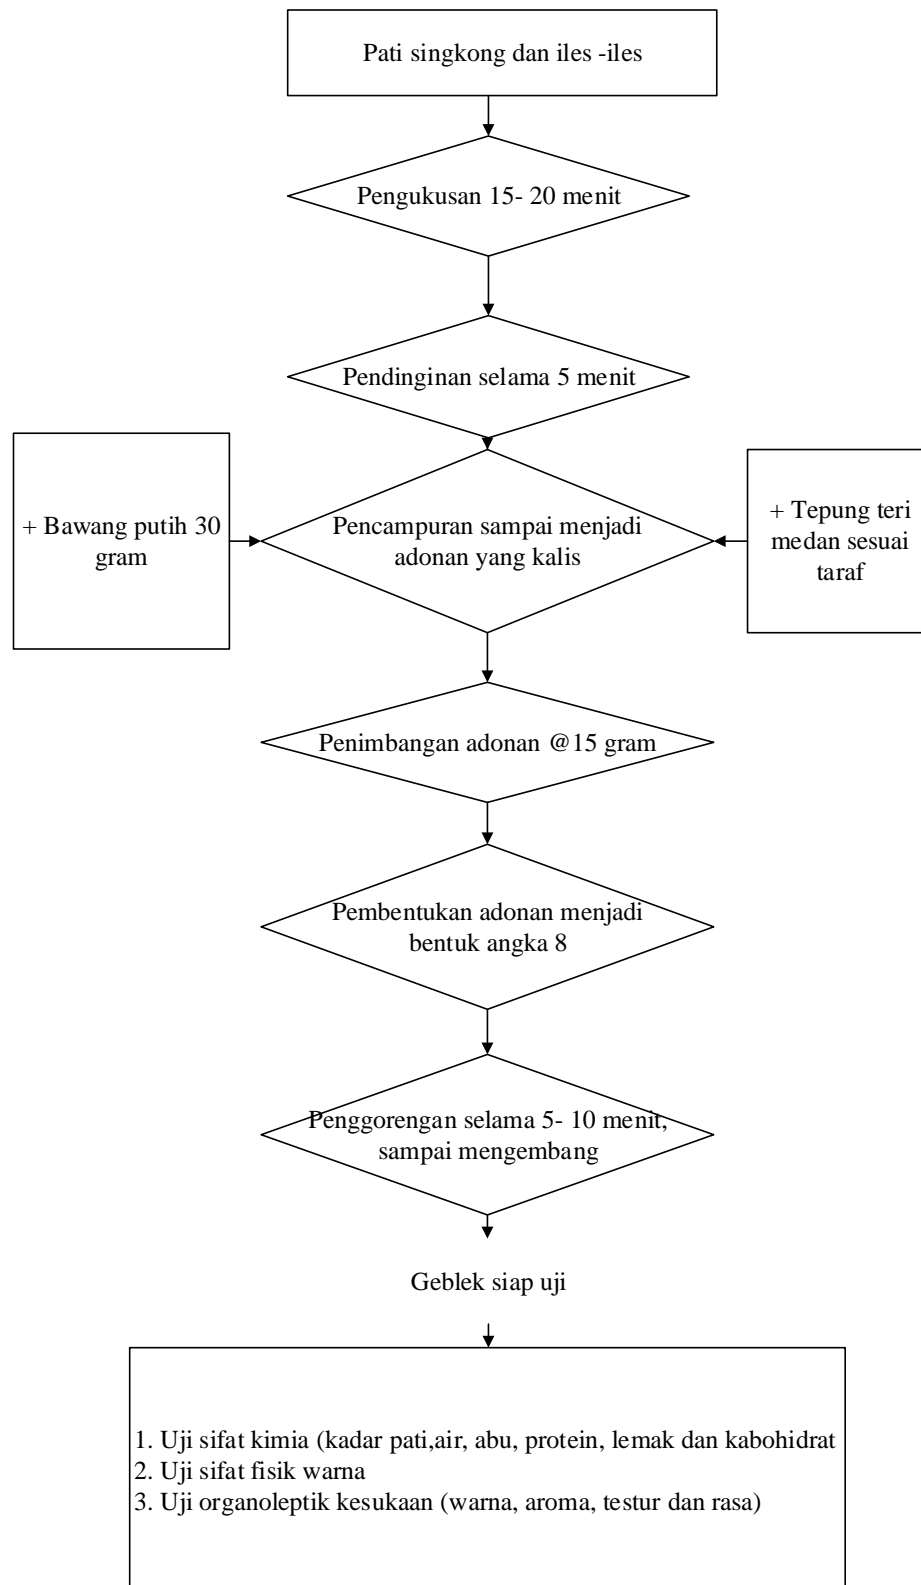 Pati singkong dan iles -iles
Pengukusan 15- 20 menit
Pendinginan selama 5 menit
+ Bawang putih 30
gram
Pencampuran sampai menjadi
adonan yang kalis
+ Tepung teri
medan sesuai
taraf
Penimbangan adonan @15 gram
Pembentukan adonan menjadi
bentuk angka 8
Penggorengan selama 5- 10 menit,
sampai mengembang
Geblek siap uji
1. Uji sifat kimia (kadar pati,air, abu, protein, lemak dan kabohidrat
2. Uji sifat fisik warna
3. Uji organoleptik kesukaan (warna, aroma, testur dan rasa)